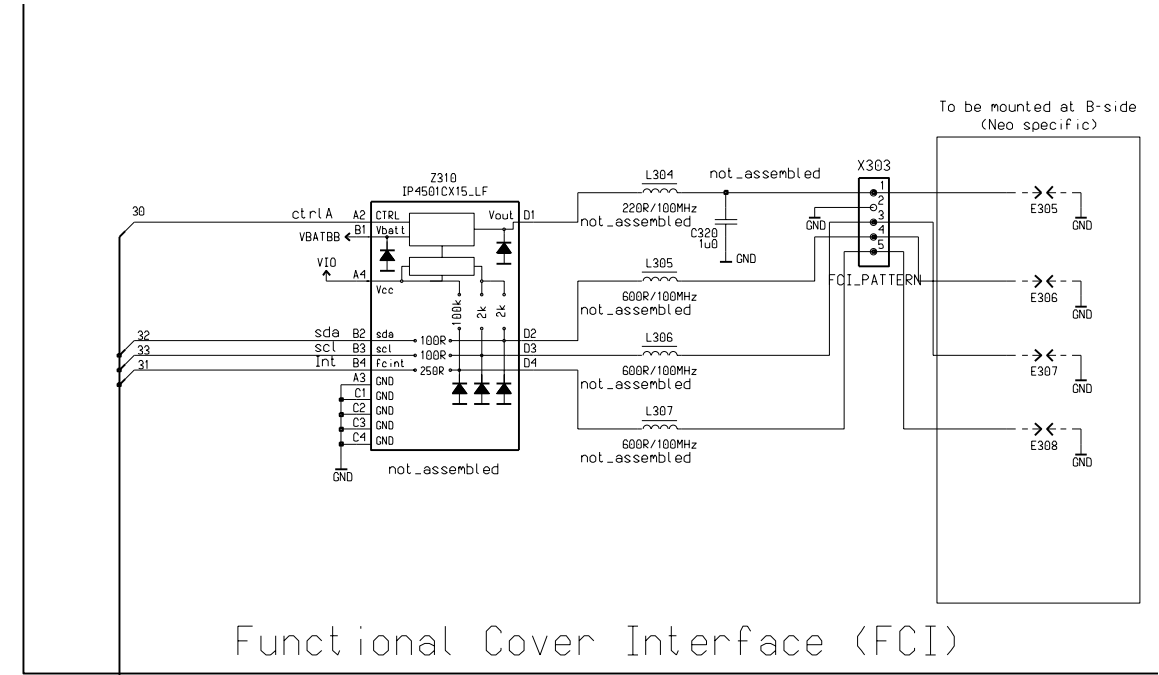 To be mounted at B-side
(Neo specific)
X303
Z310
IP4501CX15_LF
L304
not_assembled
1
2
3
4
5
30
ctrlA
A2
CTRL
Vout
D1
220R/100MHz
not_assembled
E305
GND
VBATBB
B1
Vbatt
C320
1u0
GND
GND
VIO
A4
Vcc
L305
FCI_PATTERN
600R/100MHz
not_assembled
E306
GND
100k
2k
2k
32
sda
B2
sda
100R
D2
33
scl
B3
scl
100R
D3
31
Int
B4
fcint
250R
D4
L306
600R/100MHz
not_assembled
E307
GND
A3
GND
C1
GND
C2
GND
C3
GND
C4
GND
L307
600R/100MHz
not_assembled
E308
GND
GND
not_assembled
Functional Cover Interface (FCI)